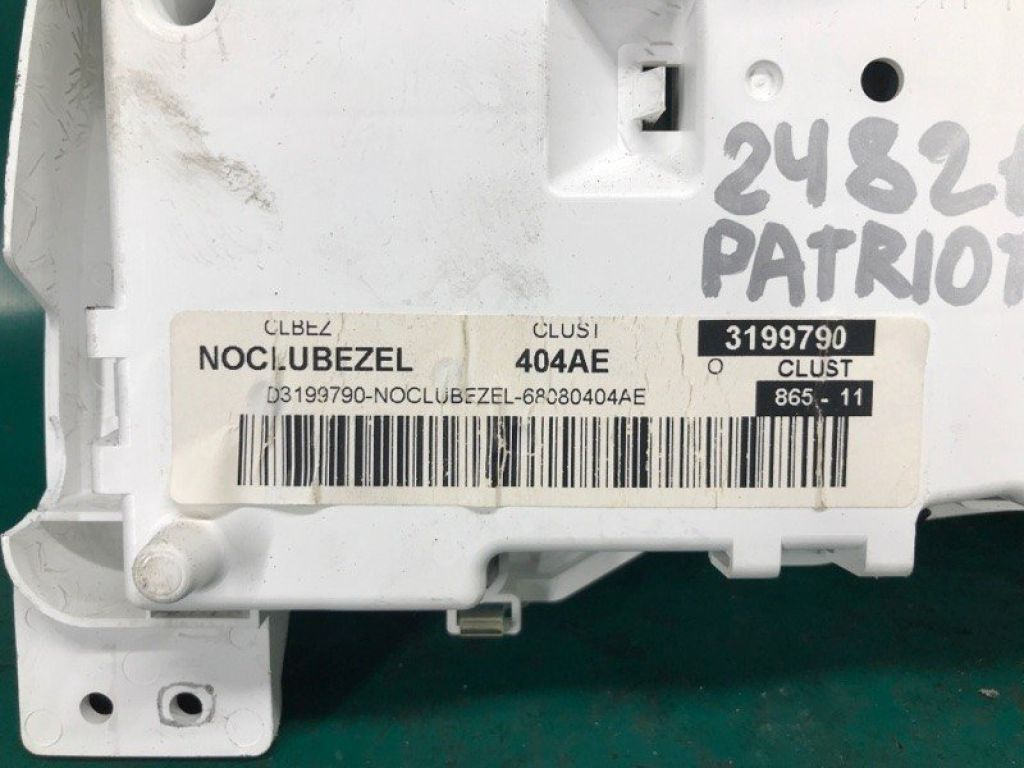 2482
PATRIOT
CLBEZ CLUST 3199790
NOCLUBEZEL 404AE O CLUST
D3199790-NOCLUBEZEL-68080404AE 865 - 11